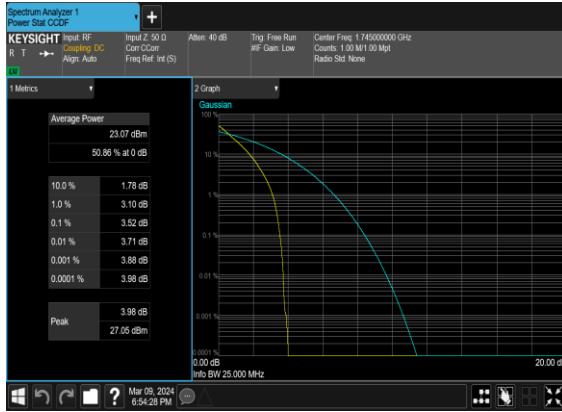 Spectrum Analyzer 1
Power Stat CCDF
KEYSIGHT
R T
LU
Input: RF
Coupling: DC
Align: Auto
Input Z: 50 Ω
Corr CCorr
Freq Ref: Int (S)
Atten: 40 dB
Trig: Free Run
#IF Gain: Low
Center Freq: 1.745000000 GHz
Counts: 1.00 M/1.00 Mpt
Radio Std: None
1 Metrics
Average Power
23.07 dBm
50.86 % at 0 dB
10.0 % 1.78 dB
1.0 % 3.10 dB
0.1 % 3.52 dB
0.01 % 3.71 dB
0.001 % 3.88 dB
0.0001 % 3.98 dB
Peak
3.98 dB
27.05 dBm
2 Graph
Gaussian
100 %
10 %
1 %
0.1 %
0.01 %
0.001 %
0.0001 %
0.00 dB 20.00 d
Info BW 25.000 MHz
?
Mar 09, 2024
6:54:28 PM